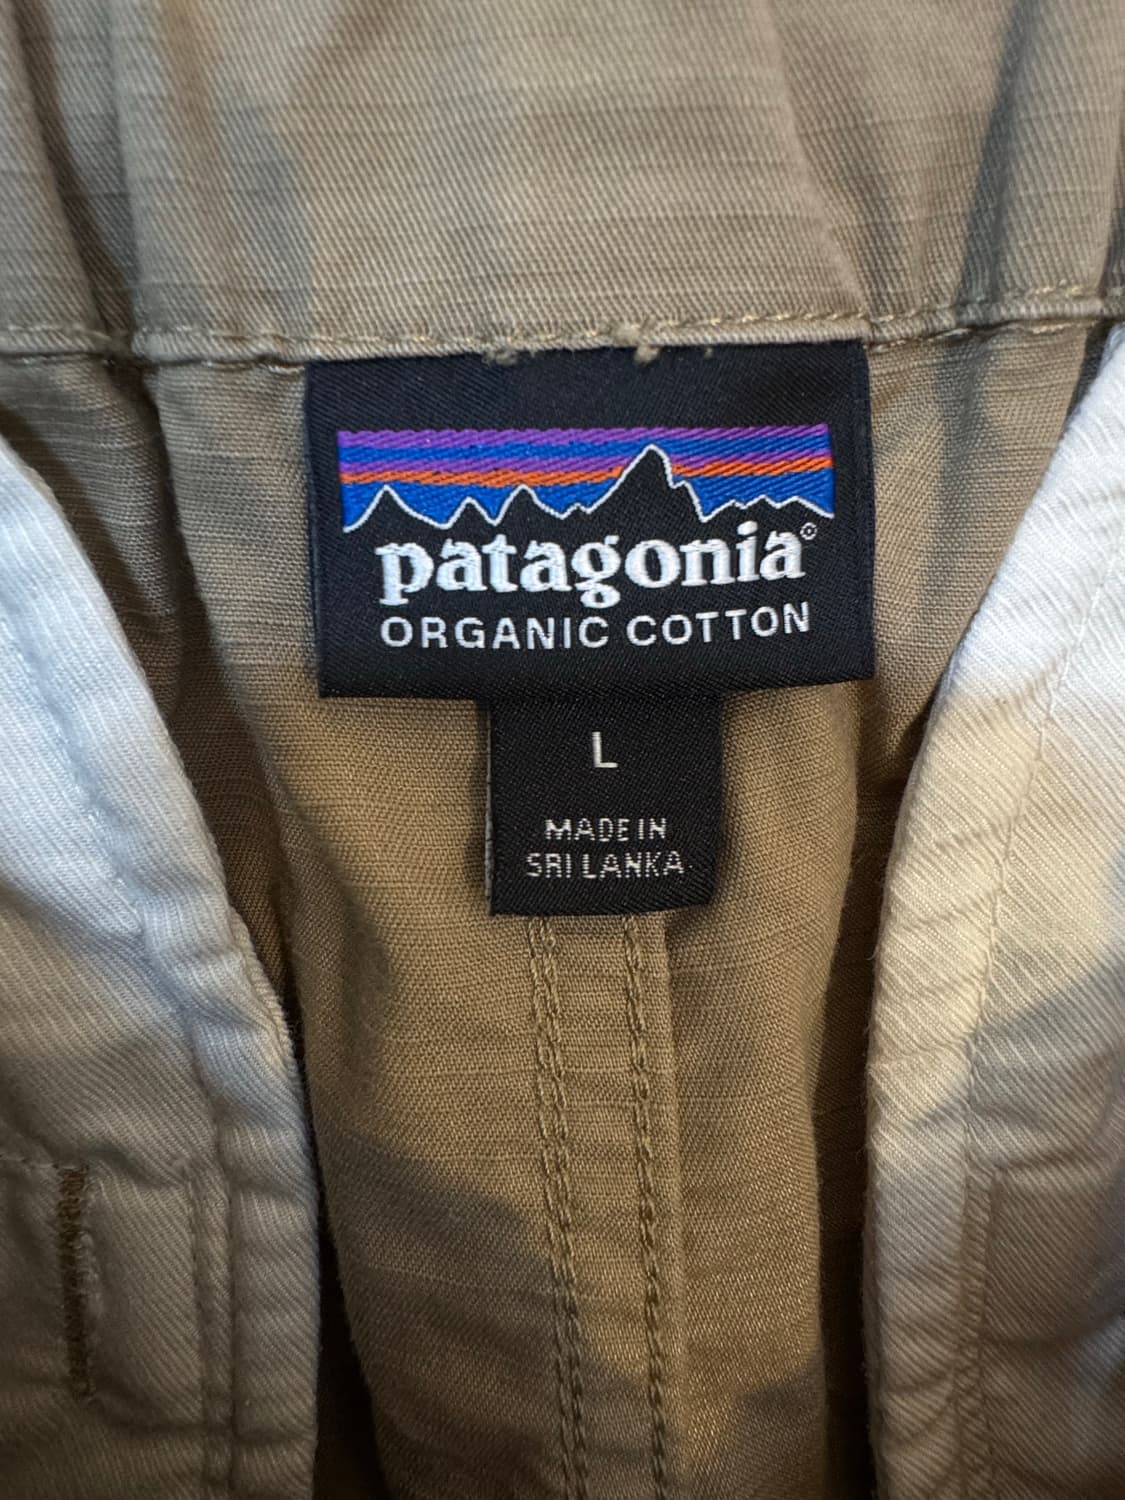 patagonia®
ORGANIC COTTON
L
MADE IN
SRI LANKA